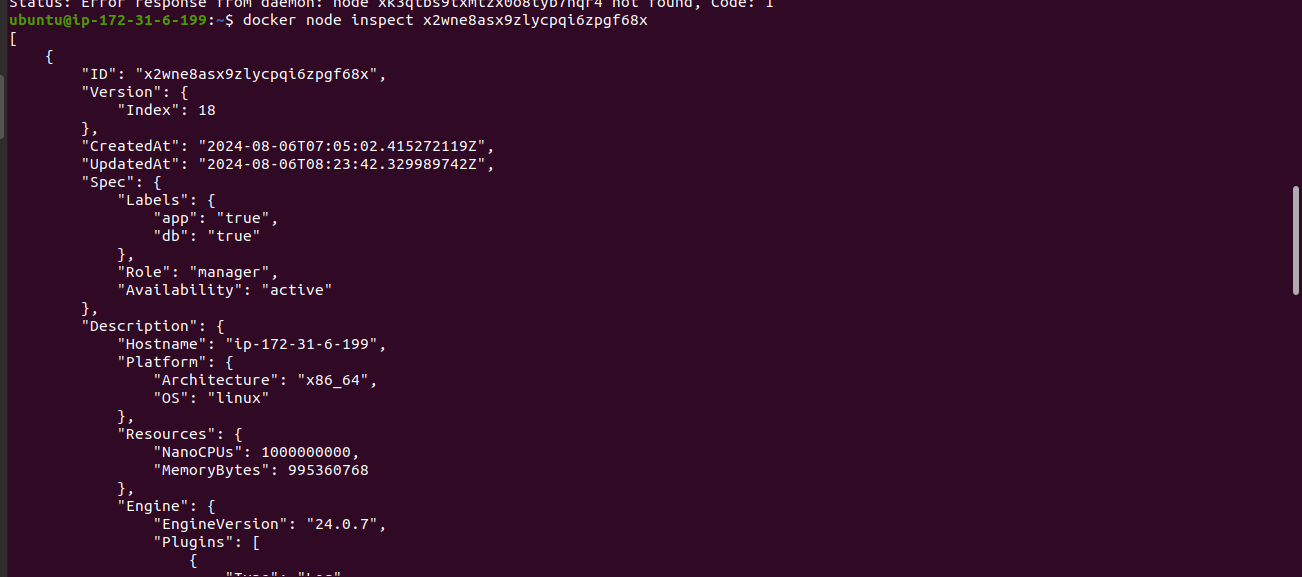 Status: Error response from daemon: node not found, Code: 1
ubuntu@ip-172-31-6-199:~$ docker node inspect x2wne8asx9zlycpqi6zpgf68x
[
    {
        "ID": "x2wne8asx9zlycpqi6zpgf68x",
        "Version": {
            "Index": 18
        },
        "CreatedAt": "2024-08-06T07:05:02.415272119Z",
        "UpdatedAt": "2024-08-06T08:23:42.329989742Z",
        "Spec": {
            "Labels": {
                "app": "true",
                "db": "true"
            },
            "Role": "manager",
            "Availability": "active"
        },
        "Description": {
            "Hostname": "ip-172-31-6-199",
            "Platform": {
                "Architecture": "x86_64",
                "OS": "linux"
            },
            "Resources": {
                "NanoCPUs": 1000000000,
                "MemoryBytes": 995360768
            },
            "Engine": {
                "EngineVersion": "24.0.7",
                "Plugins": [
                    {